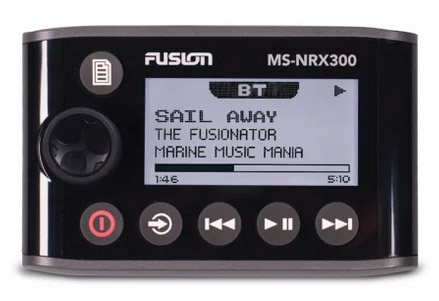 FUSION
MS-NRX300
BT
SAIL AWAY
THE FUSIONATOR
MARINE MUSIC MANIA
1:46 5:10